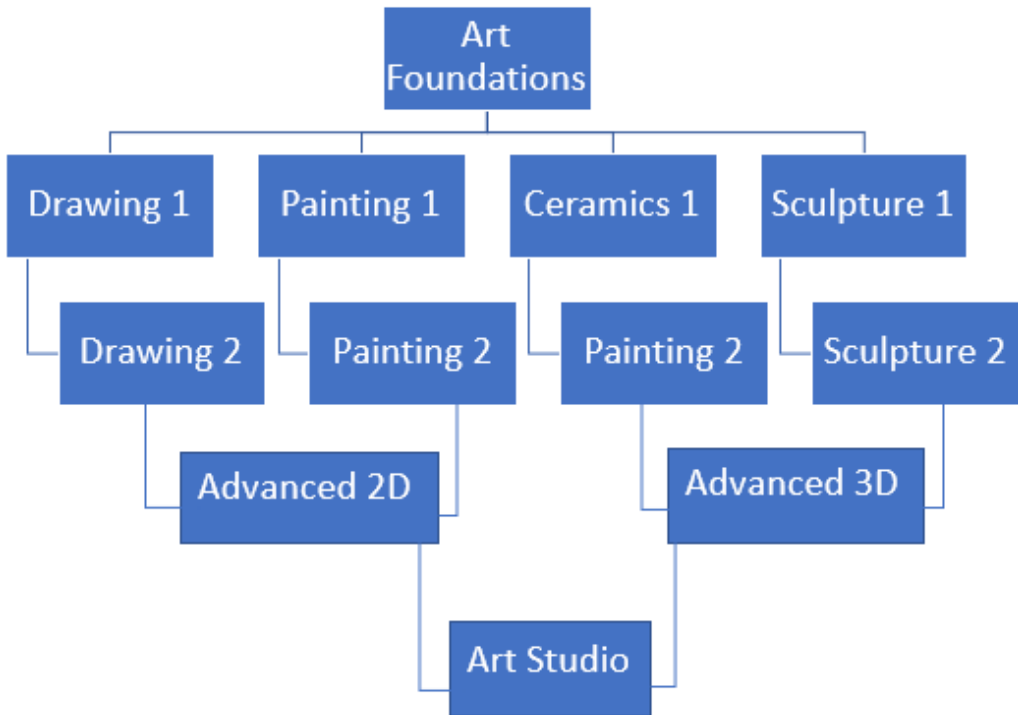 Art
Foundations
Drawing 1
Painting 1
Ceramics 1
Sculpture 1
Drawing 2
Painting 2
Painting 2
Sculpture 2
Advanced 2D
Advanced 3D
Art Studio